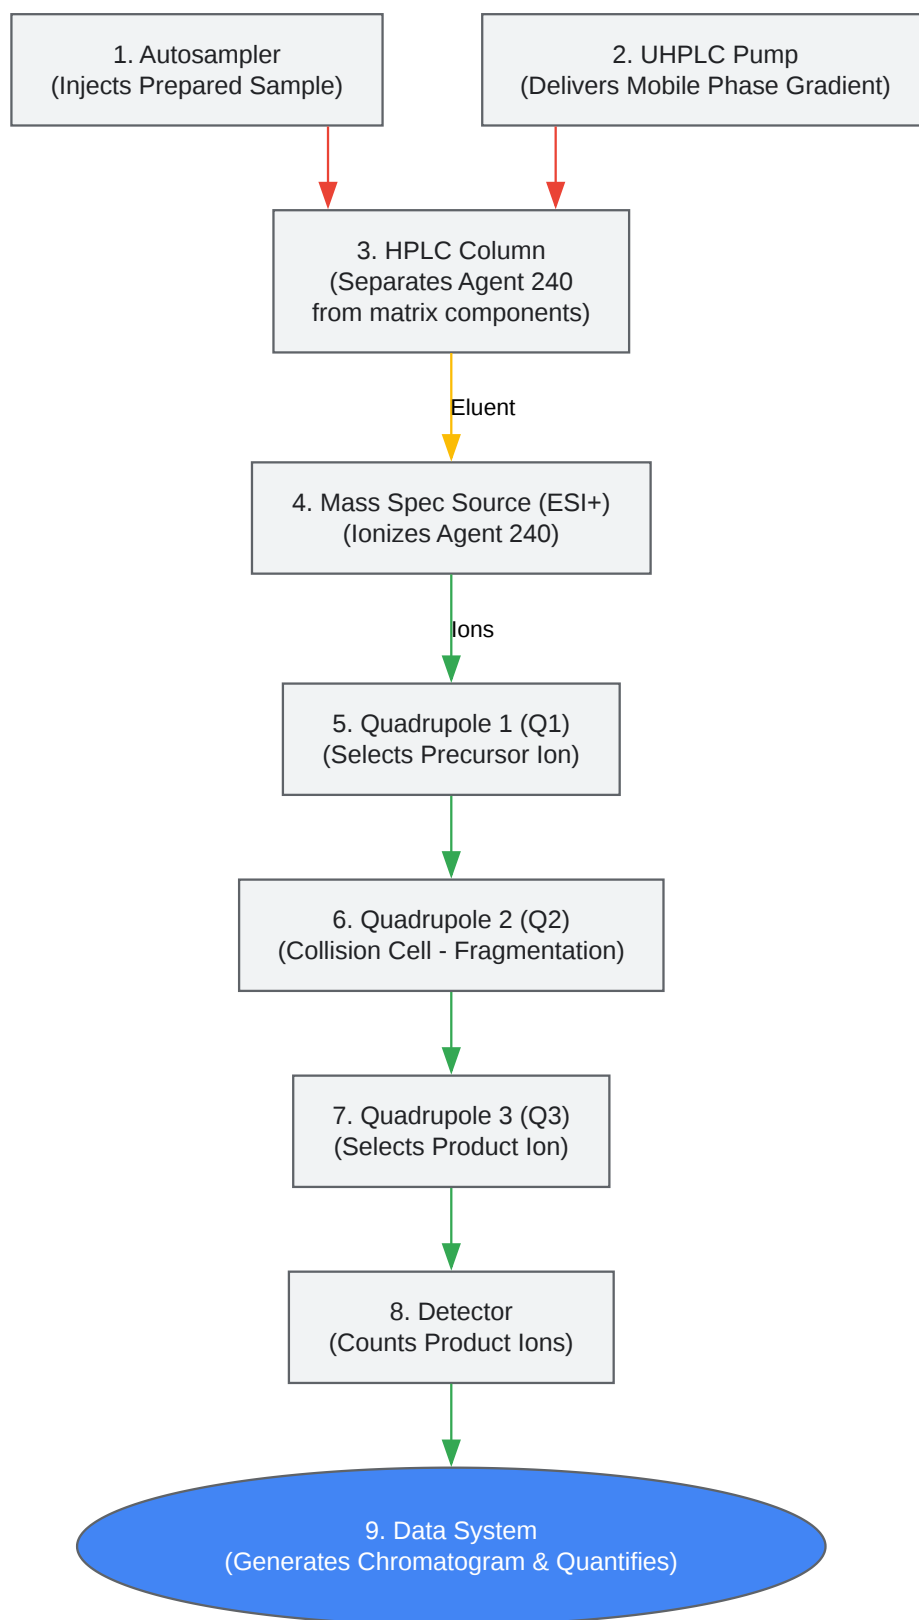 1. Autosampler
(Injects Prepared Sample)
2. UHPLC Pump
(Delivers Mobile Phase Gradient)
3. HPLC Column
(Separates Agent 240
from matrix components)
Eluent
4. Mass Spec Source (ESI+)
(Ionizes Agent 240)
Ions
5. Quadrupole 1 (Q1)
(Selects Precursor Ion)
6. Quadrupole 2 (Q2)
(Collision Cell - Fragmentation)
7. Quadrupole 3 (Q3)
(Selects Product Ion)
8. Detector
(Counts Product Ions)
9. Data System
(Generates Chromatogram & Quantifies)